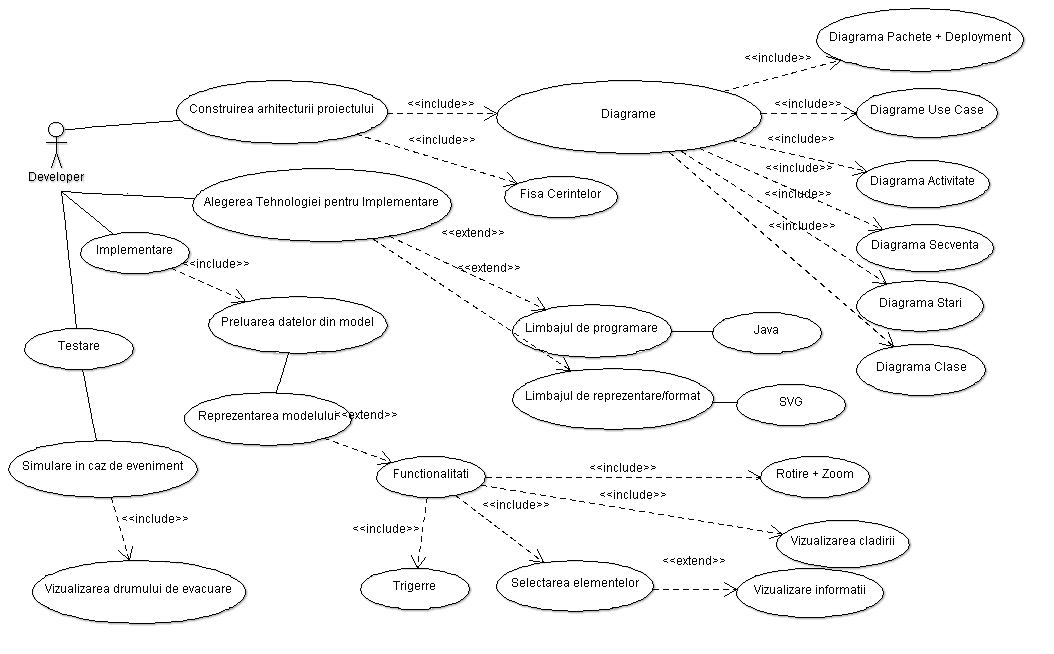 Diagrama Pachete + Deployment
<<include>>
Construirea arhitecturii proiectului
<<include>>
Diagrame
<<include>>
Diagrame Use Case
Developer
<<include>>
Fisa Cerintelor
<<include>>
Diagrama Activitate
<<include>>
<<include>>
Diagrama Secventa
<<include>>
Diagrama Stari
Diagrama Clase
Alegerea Tehnologiei pentru Implementare
<<extend>>
<<extend>>
Implementare
<<include>>
Preluarea datelor din model
Limbajul de programare
Java
Testare
Limbajul de reprezentare/format
SVG
Reprezentarea modelului
<<extend>>
Simulare in caz de eveniment
Functionalitati
<<include>>
Rotire + Zoom
<<include>>
<<include>>
<<include>>
<<include>>
Vizualizarea cladirii
<<extend>>
Vizualizarea drumului de evacuare
Trigerre
Selectarea elementelor
Vizualizare informatii